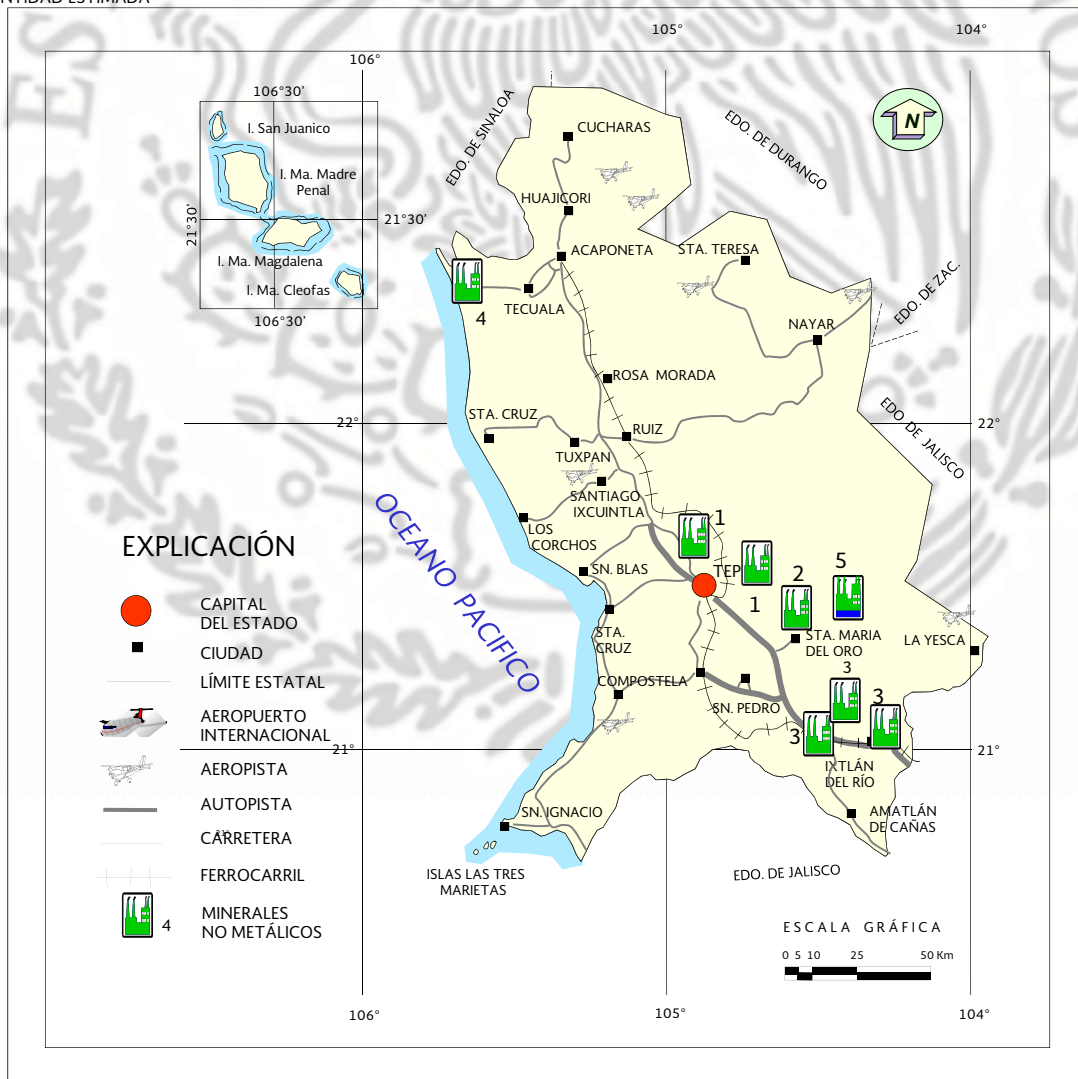 105°
104°
106°
106°30’
I. San Juanico
I. Ma. Madre
Penal
21°30’
21°30’
I. Ma. Magdalena
I. Ma. Cleofas
106°30’
EDO. DE SINALOA
EDO. DE DURANGO
N
CUCHARAS
HUAJICORI
ACAPONETA
STA. TERESA
EDO. DE ZAC.
4
TECUALA
NAYAR
ROSA MORADA
STA. CRUZ
EDO. DE JALISCO
22°
22°
RUIZ
TUXPAN
SANTIAGO
IXCUINTLA
OCEANO PACIFICO
LOS
CORCHOS
1
SN. BLAS
TEP
1
2
5
STA.
CRUZ
STA. MARIA
DEL ORO
LA YESCA
COMPOSTELA
SN. PEDRO
3
3
3
21°
21°
IXTLÁN
DEL RÍO
SN. IGNACIO
AMATLÁN
DE CAÑAS
ISLAS LAS TRES
MARIETAS
EDO. DE JALISCO
EXPLICACIÓN
CAPITAL
DEL ESTADO
CIUDAD
LÍMITE ESTATAL
AEROPUERTO
INTERNACIONAL
AEROPISTA
AUTOPISTA
CARRETERA
FERROCARRIL
4
MINERALES
NO METÁLICOS
ESCALA GRÁFICA
0 5 10 25 50 Km
106°
105°
104°